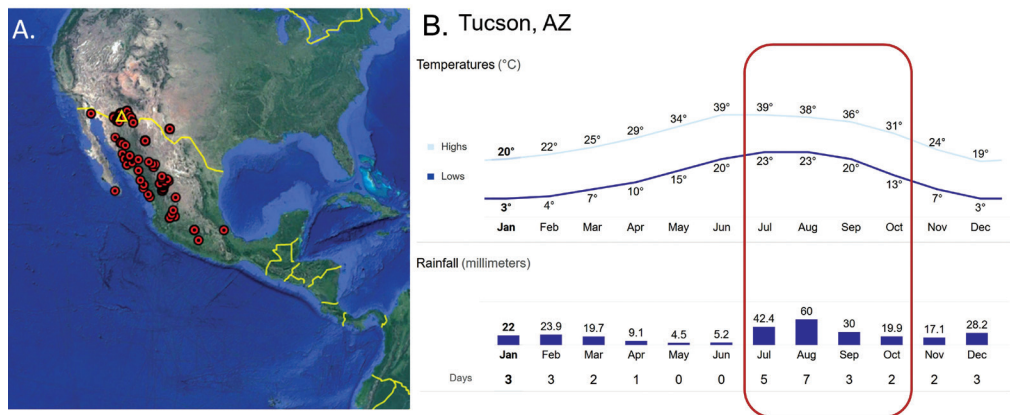 A.
B. Tucson, AZ
Temperatures (°C)
39° 39° 38° 36° 34° 31° 29° 25° 24° 22° 20° 19°
Highs
Lows
23° 23° 20° 20° 15° 13° 10° 7° 7° 4° 3° 3°
Jan Feb Mar Apr May Jun Jul Aug Sep Oct Nov Dec
Rainfall (millimeters)
22 23.9 19.7 9.1 4.5 5.2 42.4 60 30 19.9 17.1 28.2
Jan Feb Mar Apr May Jun Jul Aug Sep Oct Nov Dec
Days 3 3 2 1 0 0 5 7 3 2 2 3